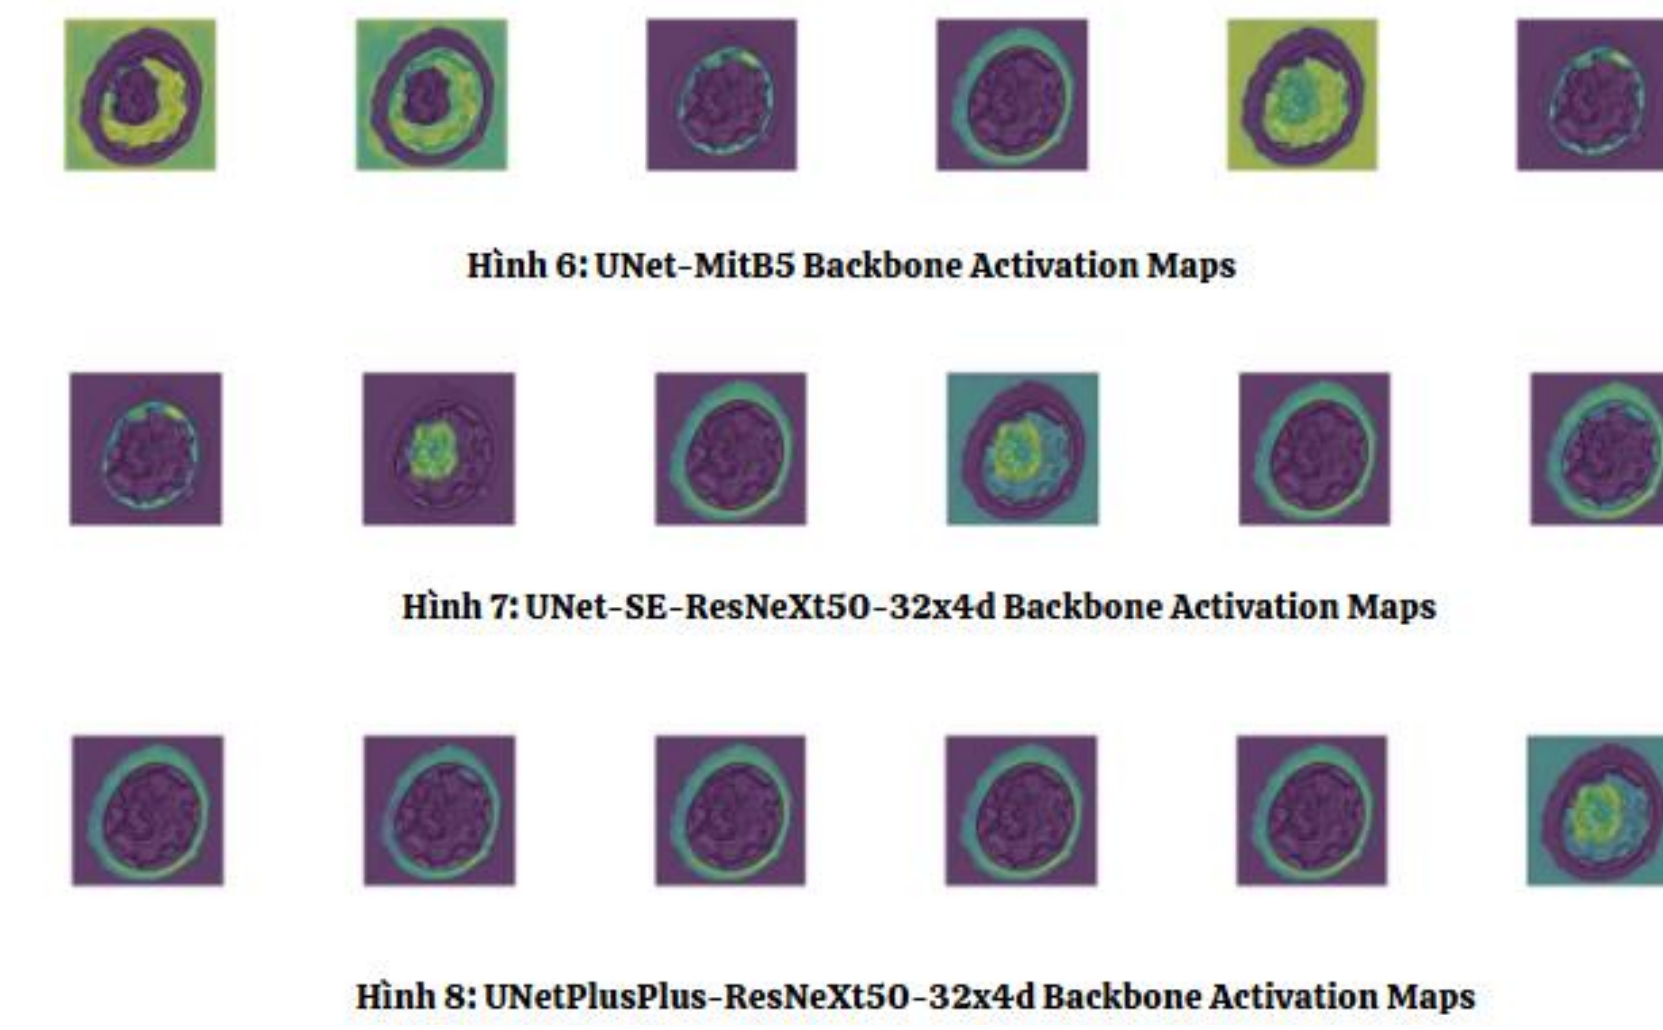 Hình 6: UNet-MitB5 Backbone Activation Maps
Hình 7: UNet-SE-ResNeXt50-32x4d Backbone Activation Maps
Hình 8: UNetPlusPlus-ResNeXt50-32x4d Backbone Activation Maps